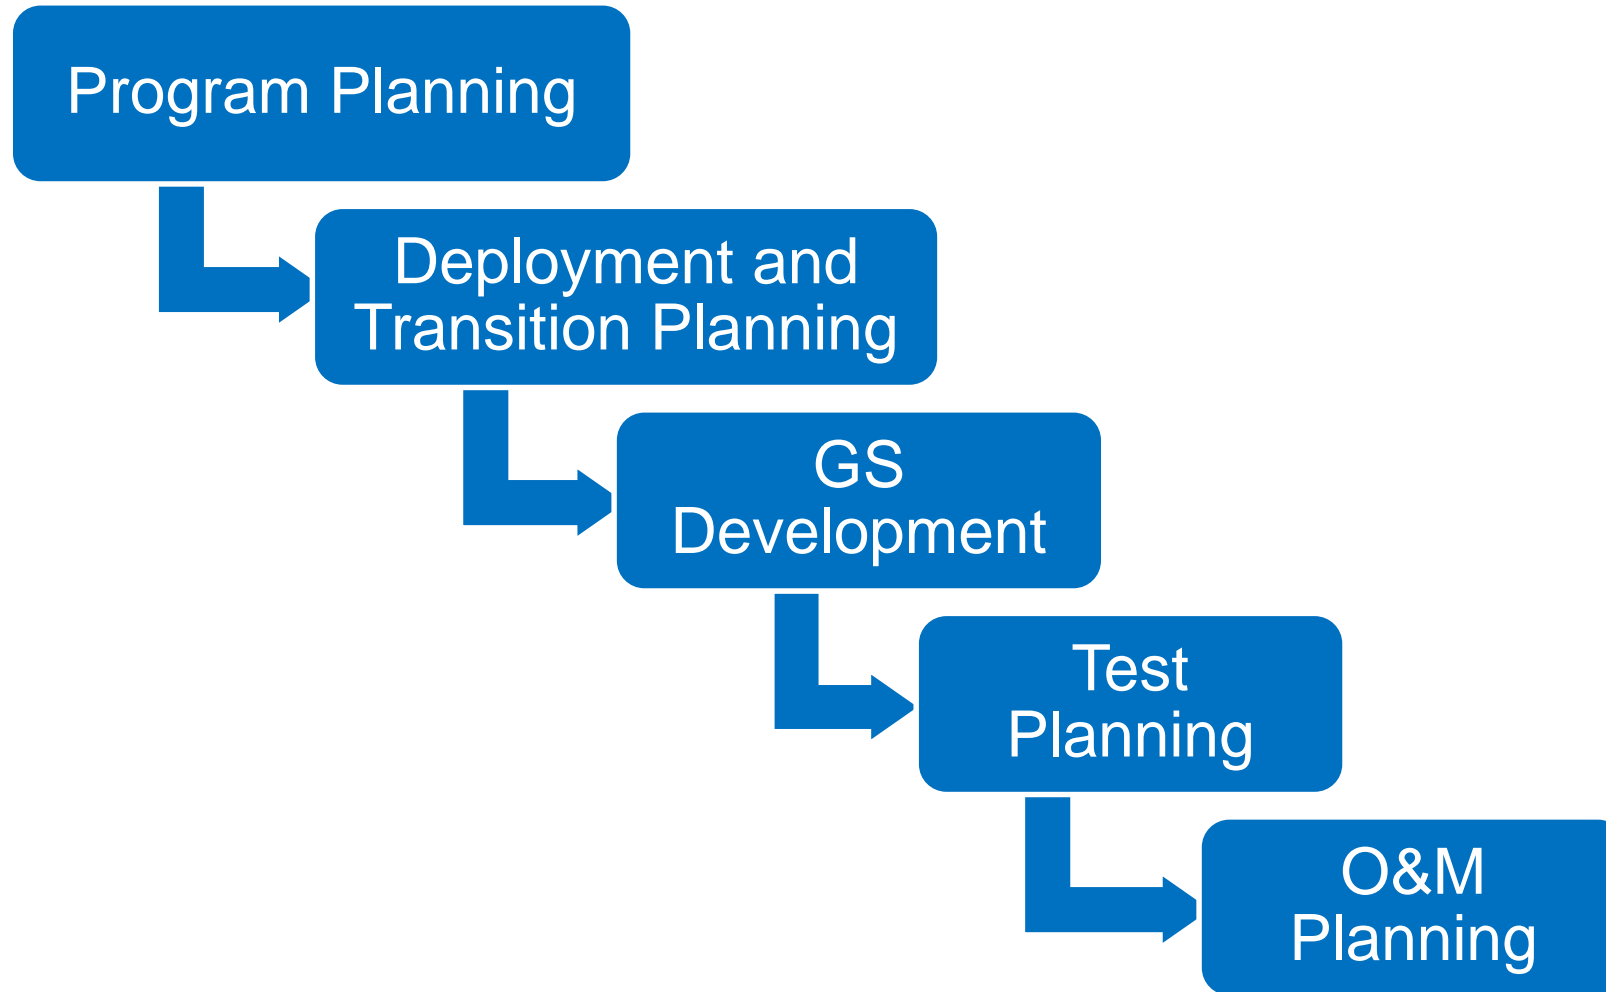 Program Planning
Deployment and
Transition Planning
GS
Development
Test
Planning
O&M
Planning